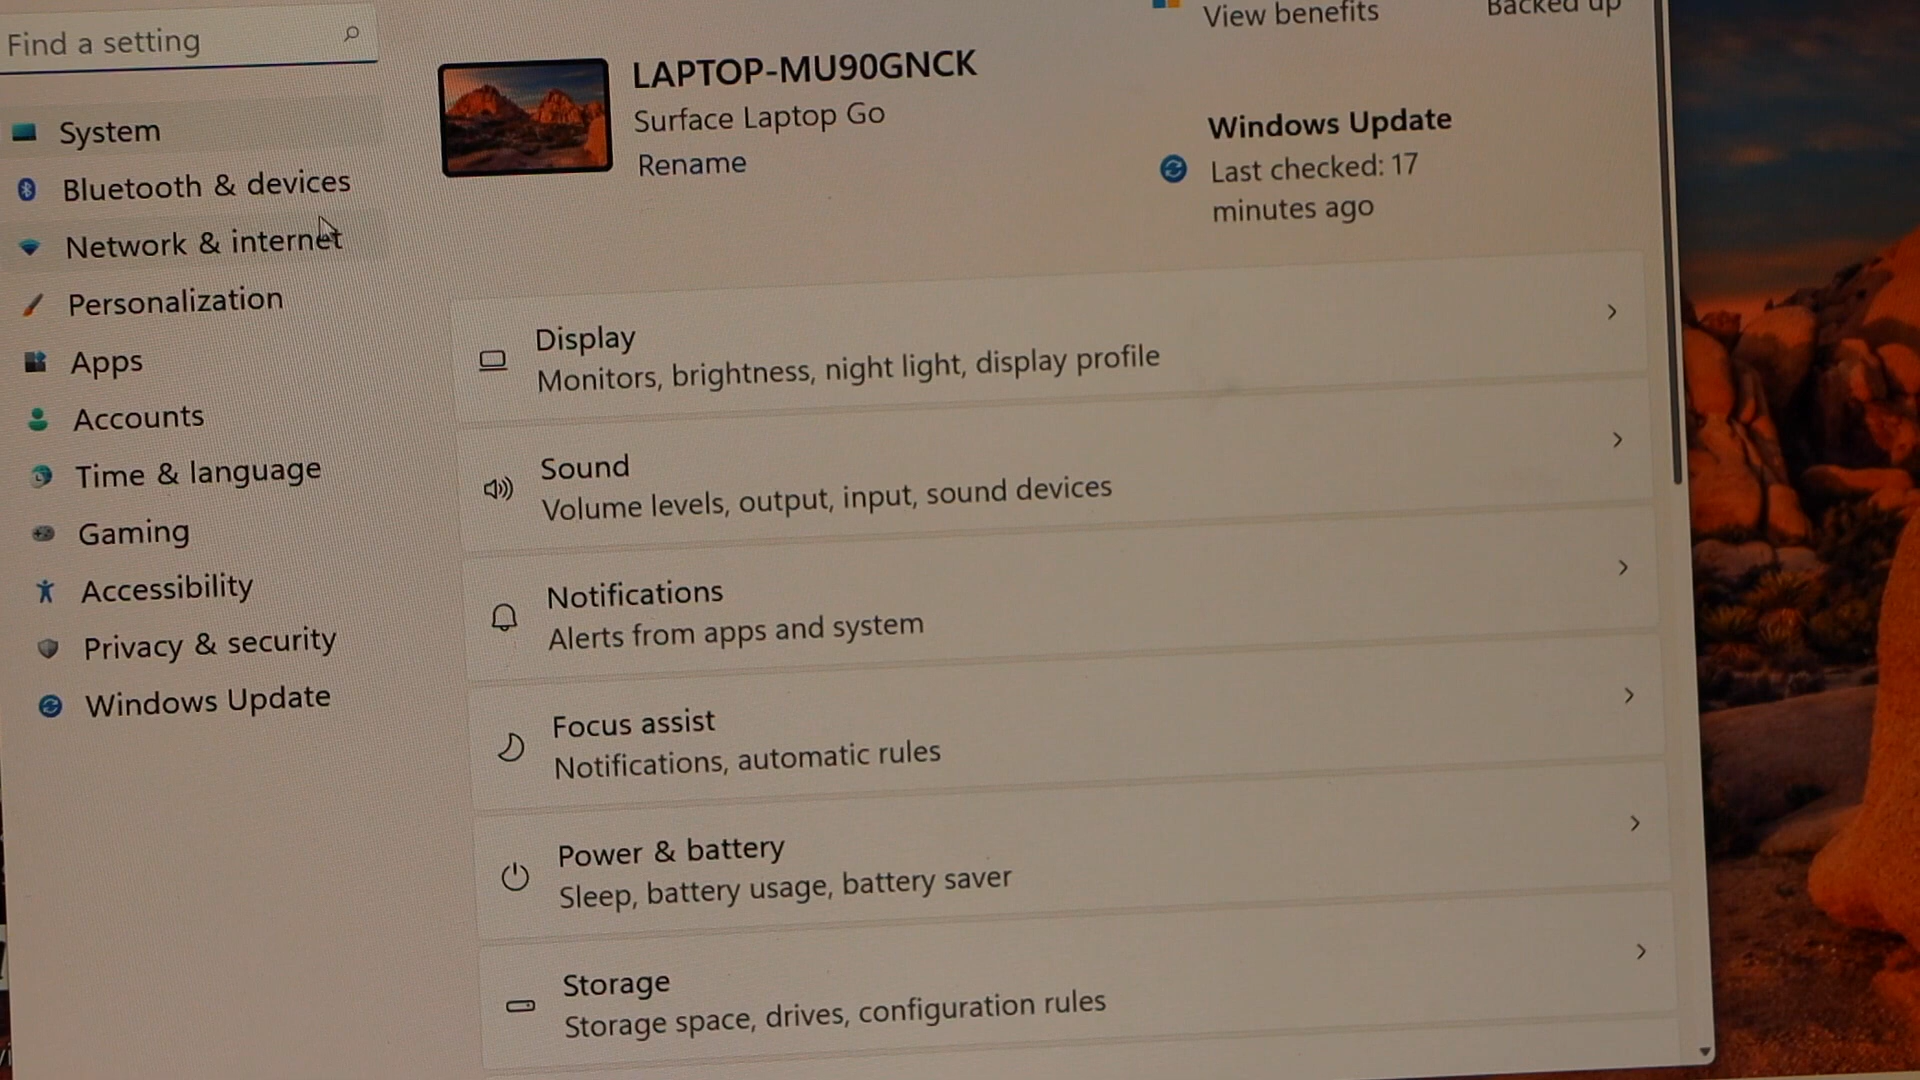 Find a setting
System
Bluetooth & devices
Network & internet
Personalization
Apps
Accounts
Time & language
Gaming
Accessibility
Privacy & security
Windows Update
LAPTOP-MU90GNCK
Surface Laptop Go
Rename
View benefits
Backed up
Windows Update
Last checked: 17
minutes ago
Display
Monitors, brightness, night light, display profile
Sound
Volume levels, output, input, sound devices
Notifications
Alerts from apps and system
Focus assist
Notifications, automatic rules
Power & battery
Sleep, battery usage, battery saver
Storage
Storage space, drives, configuration rules